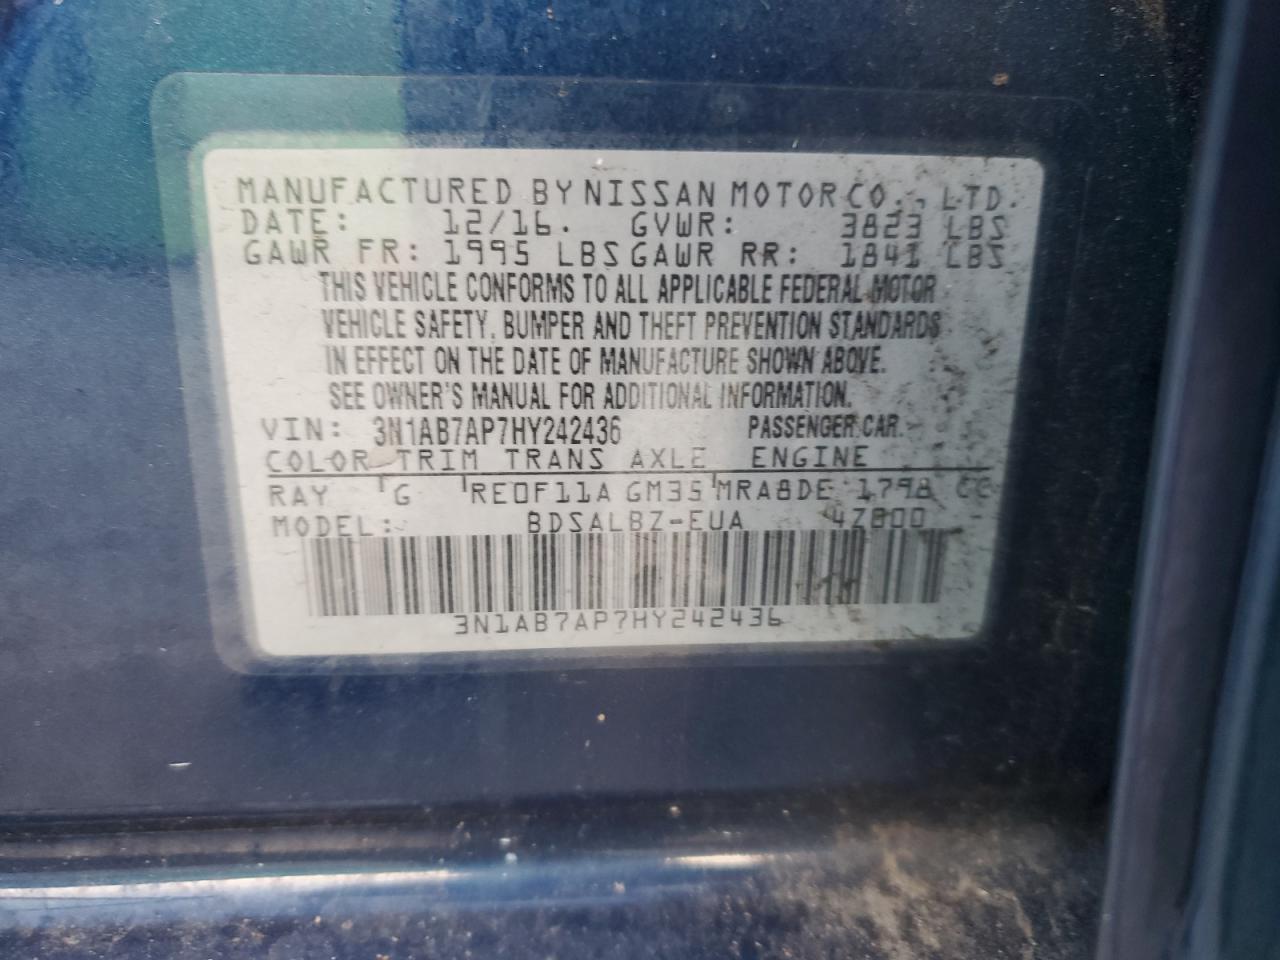 MANUFACTURED BY NISSAN MOTOR CO., LTD.
DATE: 12/16. GVWR: 3823 LBS
GAWR FR: 1995 LBS GAWR RR: 1841 LBS
THIS VEHICLE CONFORMS TO ALL APPLICABLE FEDERAL MOTOR
VEHICLE SAFETY, BUMPER AND THEFT PREVENTION STANDARDS
IN EFFECT ON THE DATE OF MANUFACTURE SHOWN ABOVE.
SEE OWNER'S MANUAL FOR ADDITIONAL INFORMATION.
VIN: 3N1AB7AP7HY242436 PASSENGER CAR.
COLOR TRIM TRANS AXLE ENGINE
RAY G RE0F11A GM35 MRA8DE 1798 CC
MODEL: BDSALBZ-EUA 4Z800
3N1AB7AP7HY242436